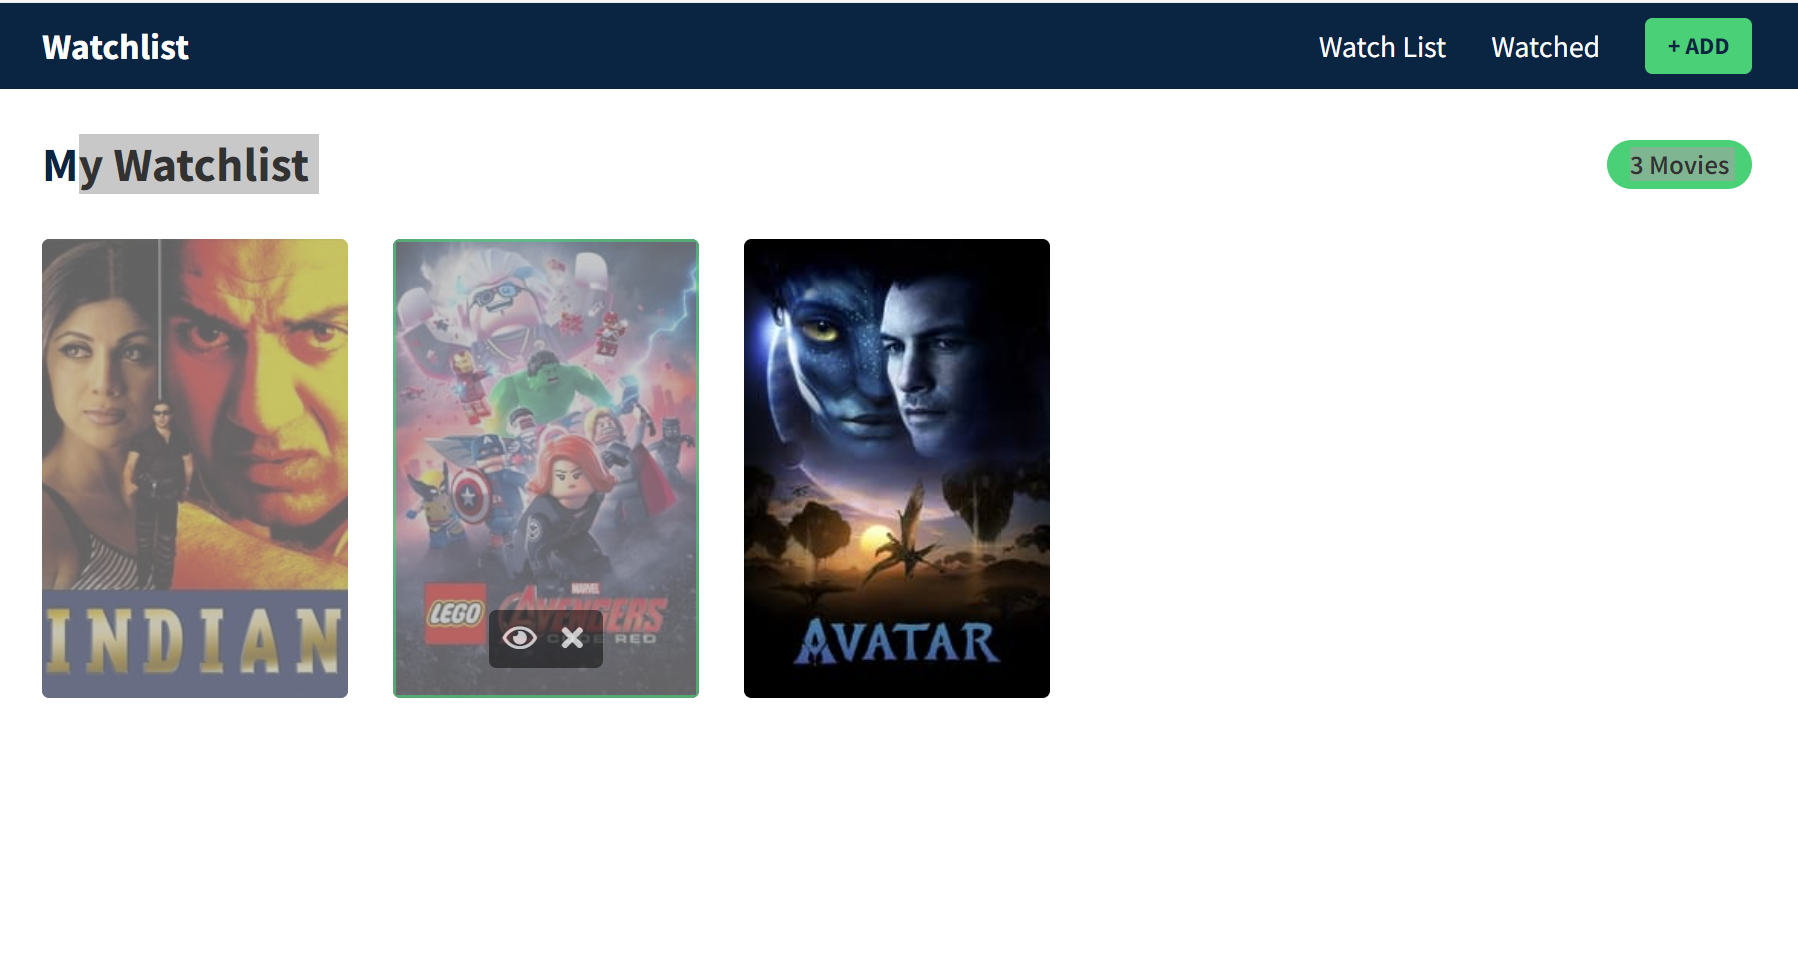 Watchlist
Watch List
Watched
+ ADD
My Watchlist
3 Movies
INDIAN
LEGO
MARVEL
AVENGERS
CODE RED
AVATAR